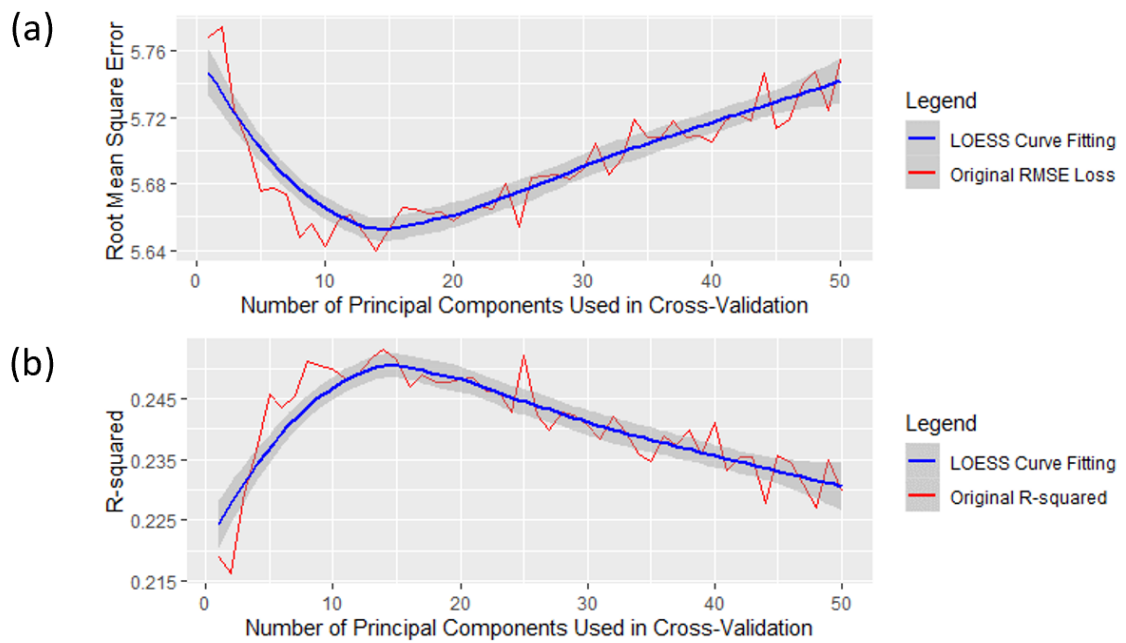 (a)
Root Mean Square Error
5.76
5.72
5.68
5.64
0 10 20 30 40 50
Number of Principal Components Used in Cross-Validation
Legend
LOESS Curve Fitting
Original RMSE Loss
(b)
R-squared
0.245
0.235
0.225
0.215
0 10 20 30 40 50
Number of Principal Components Used in Cross-Validation
Legend
LOESS Curve Fitting
Original R-squared